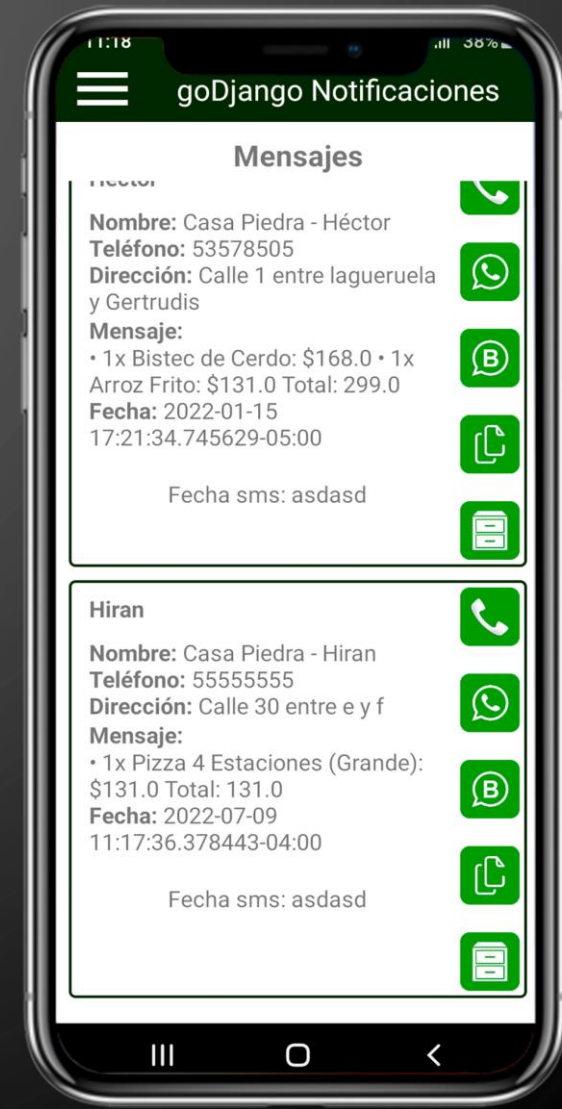 11:18 38%
goDjango Notificaciones
Mensajes
Héctor
Nombre: Casa Piedra - Héctor
Teléfono: 53578505
Dirección: Calle 1 entre lagueruela
y Gertrudis
Mensaje:
• 1x Bistec de Cerdo: $168.0 • 1x
Arroz Frito: $131.0 Total: 299.0
Fecha: 2022-01-15
17:21:34.745629-05:00
Fecha sms: asdasd
Hiran
Nombre: Casa Piedra - Hiran
Teléfono: 55555555
Dirección: Calle 30 entre e y f
Mensaje:
• 1x Pizza 4 Estaciones (Grande):
$131.0 Total: 131.0
Fecha: 2022-07-09
11:17:36.378443-04:00
Fecha sms: asdasd
B
B